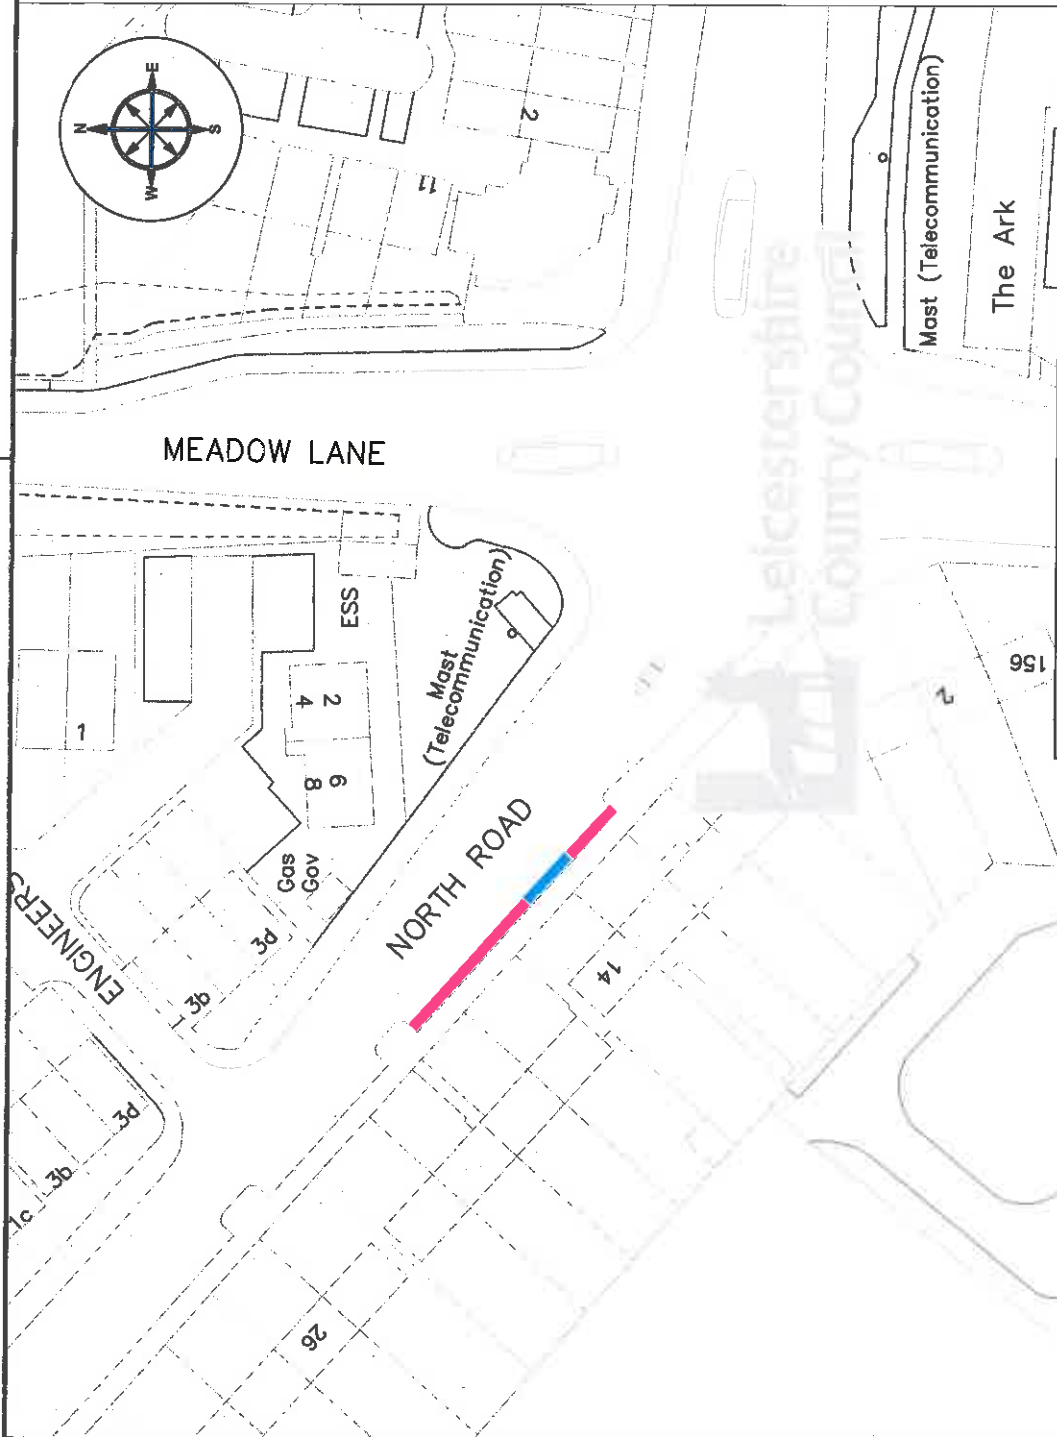 N
E
S
W
2
11
Mast (Telecommunication)
The Ark
MEADOW LANE
Leicestershire
County Council
ESS
Mast
(Telecommunication)
1
4 2
8 6
Gas
Gov
156
2
NORTH ROAD
ENGINEERS
3d
3b
14
3d
3b
1c
26